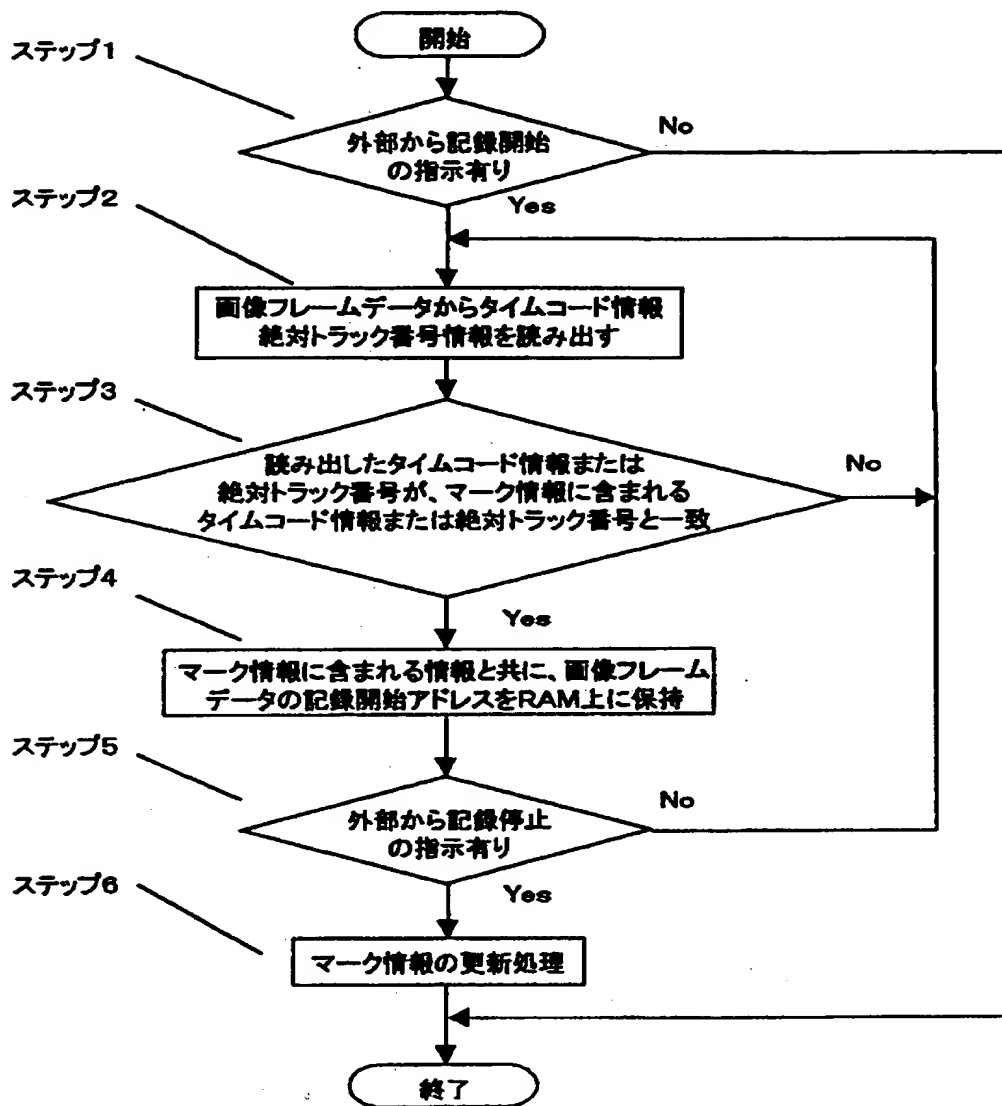 開始
ステップ1
外部から記録開始
の指示有り
No
Yes
ステップ2
画像フレームデータからタイムコード情報
絶対トラック番号情報を読み出す
ステップ3
読み出したタイムコード情報または
絶対トラック番号が、マーク情報に含まれる
タイムコード情報または絶対トラック番号と一致
No
Yes
ステップ4
マーク情報に含まれる情報と共に、画像フレーム
データの記録開始アドレスをRAM上に保持
ステップ5
外部から記録停止
の指示有り
No
Yes
ステップ6
マーク情報の更新処理
終了